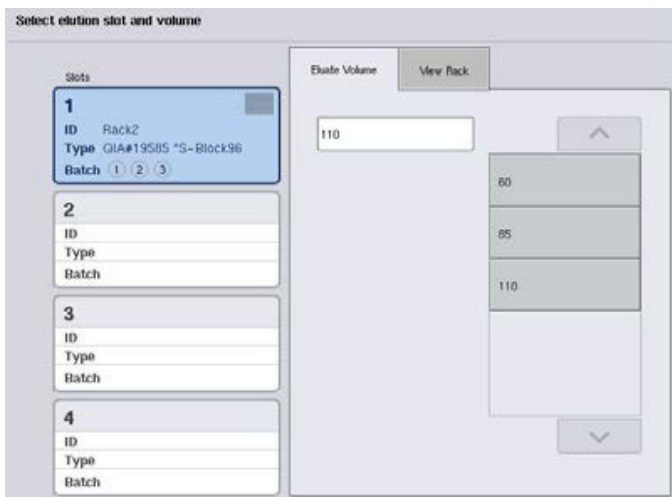 Select elution slot and volume
Slots
1
ID Rack2
Type QIA#19585 *S-Block96
Batch 1 2 3
2
ID
Type
Batch
3
ID
Type
Batch
4
ID
Type
Batch
Eluate Volume
View Rack
110
60
85
110